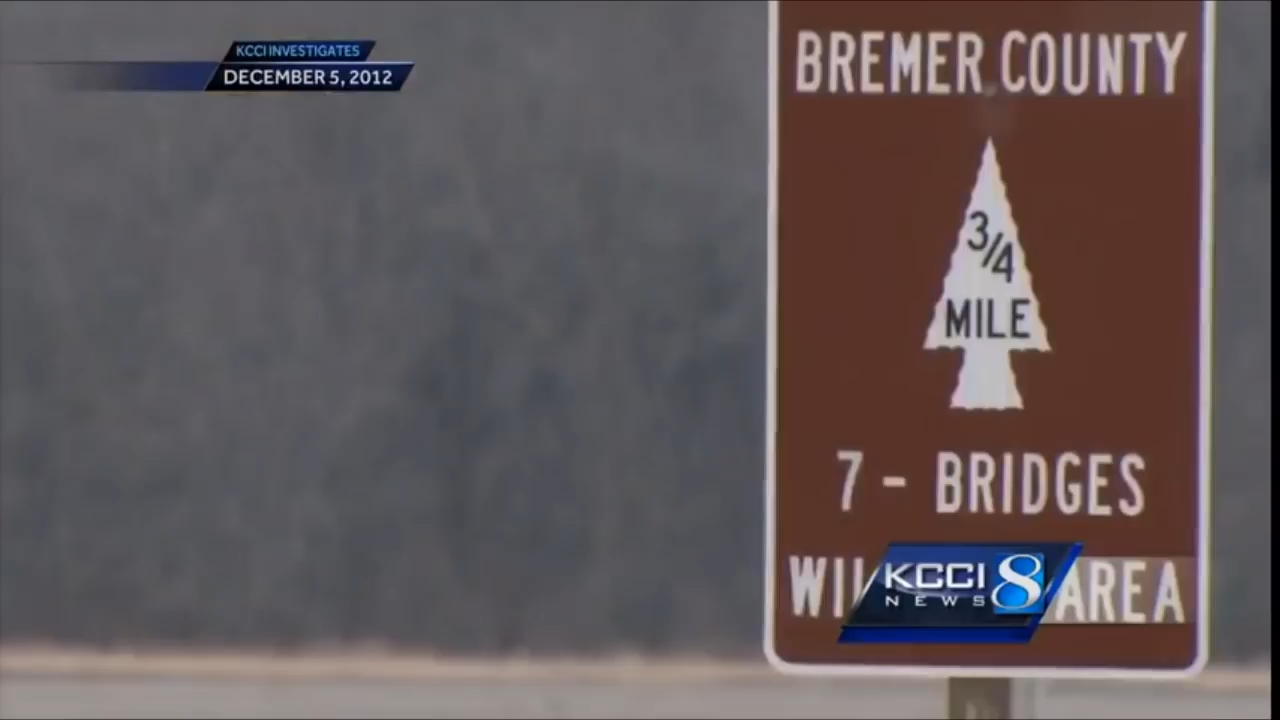 KCCI INVESTIGATES
DECEMBER 5, 2012
BREMER COUNTY
3/4
MILE
7 - BRIDGES
AREA
KCCI 8
NEWS